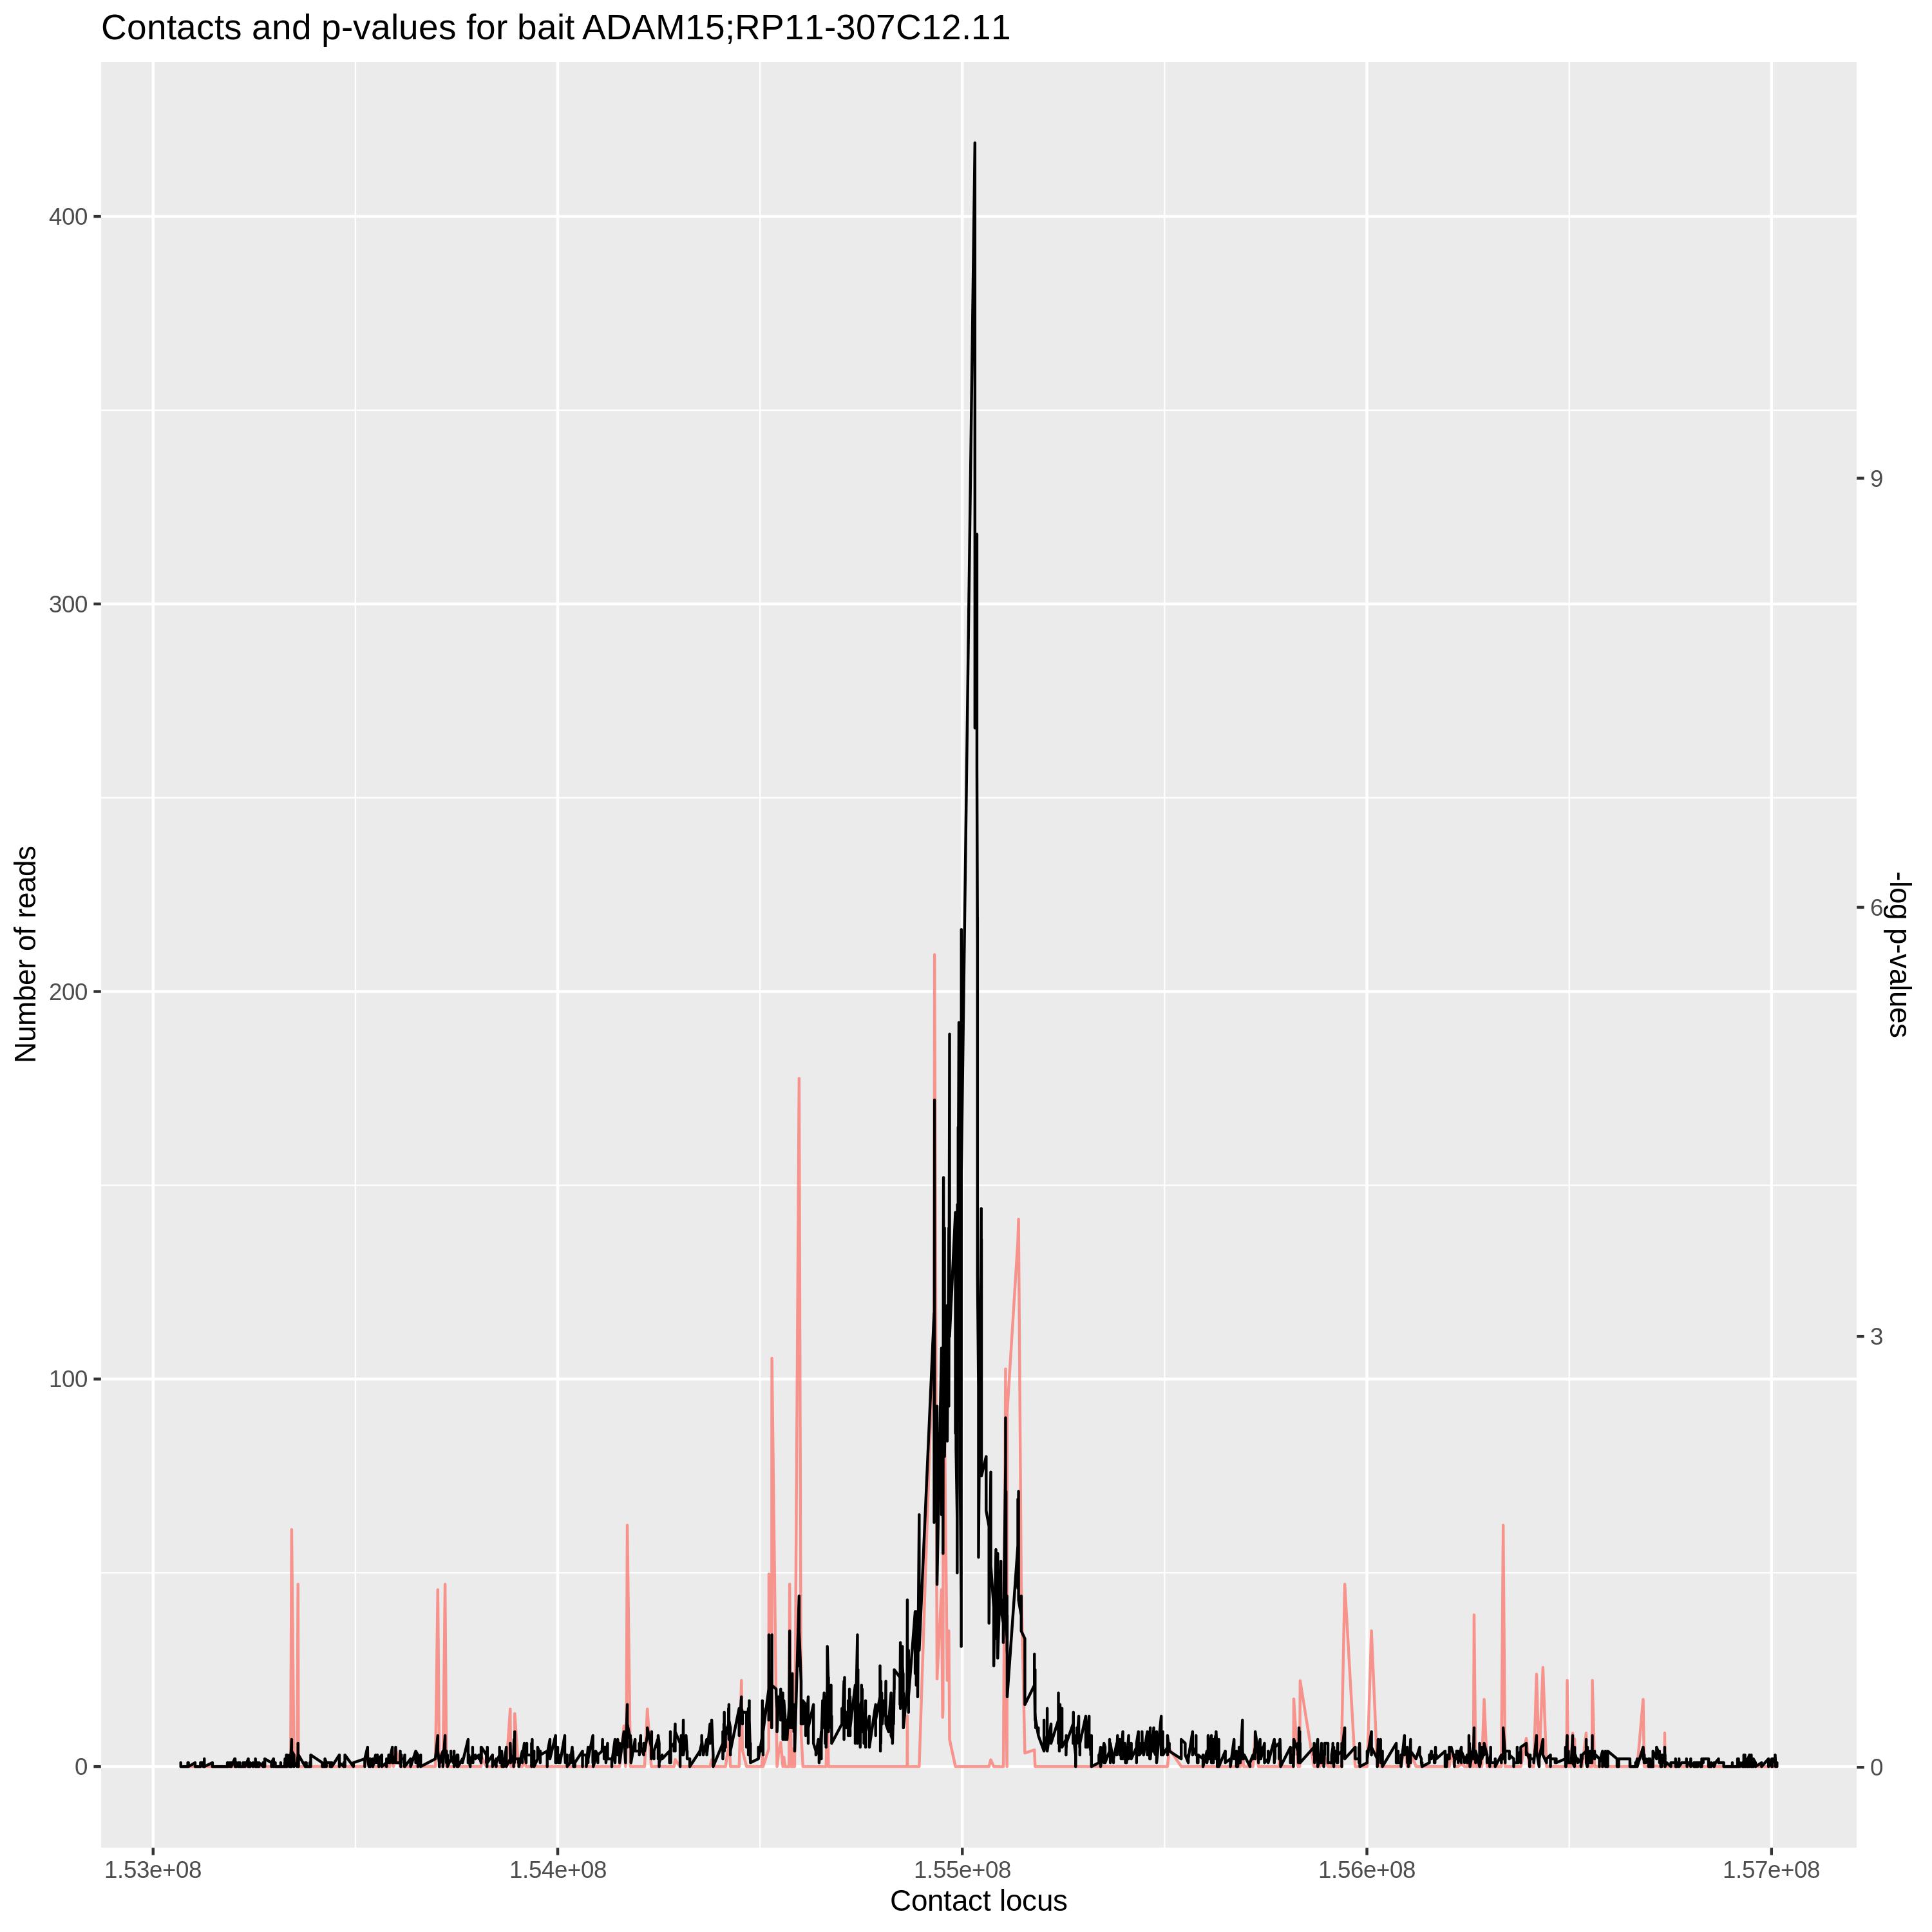 Contacts and p-values for bait ADAM15;RP11-307C12.11
Number of reads
400
300
200
100
0
9
6
3
0
-log p-values
1.53e+08 1.54e+08 1.55e+08 1.56e+08 1.57e+08
Contact locus